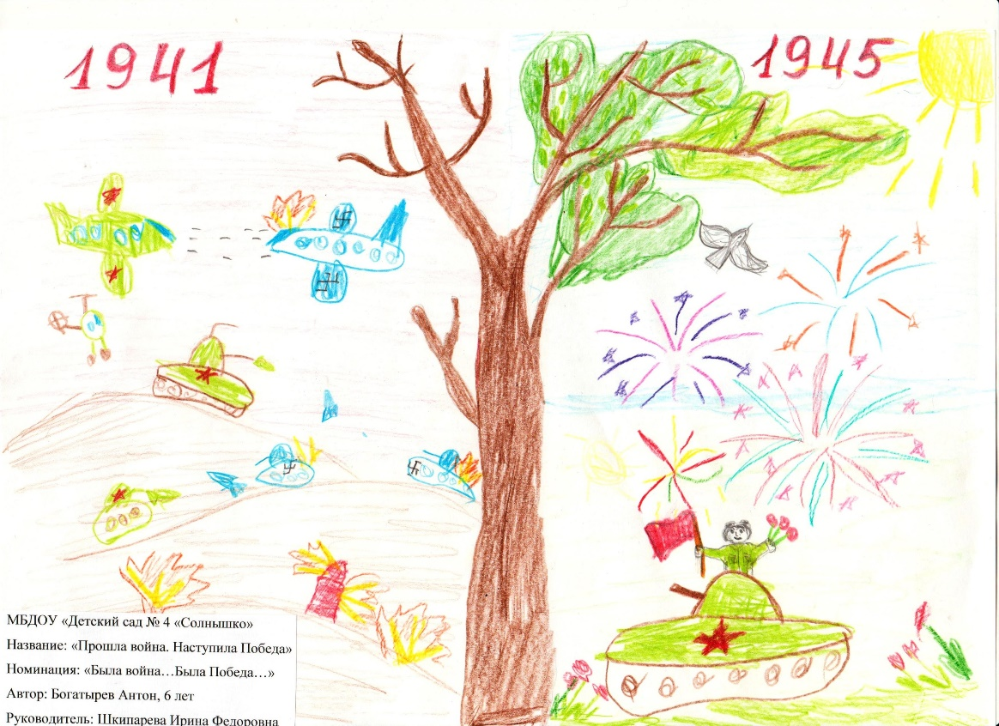 1941
1945
МБДОУ «Детский сад № 4 «Солнышко»
Название: «Прошла война. Наступила Победа»
Номинация: «Была война…Была Победа…»
Автор: Богатырев Антон, 6 лет
Руководитель: Шкипарева Ирина Федоровна